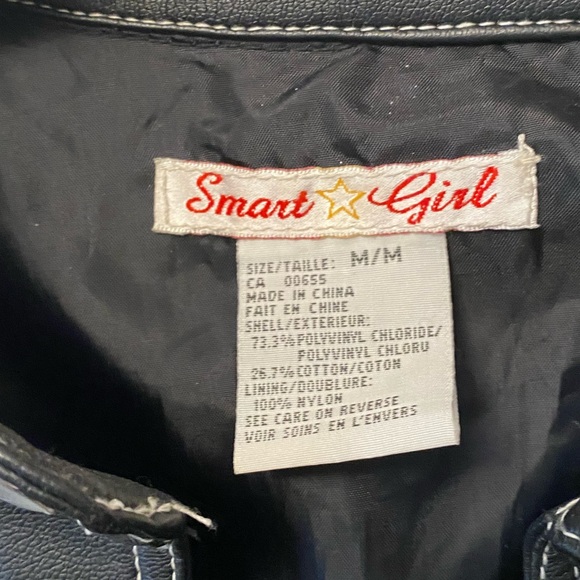 Smart Girl
SIZE/TAILLE: M/M
CA 00655
MADE IN CHINA
FAIT EN CHINE
SHELL/EXTERIEUR:
73.3% POLYVINYL CHLORIDE/
POLYVINYL CHLORU
26.7% COTTON/COTON
LINING/DOUBLURE:
100% NYLON
SEE CARE ON REVERSE
VOIR SOINS EN L'ENVERS